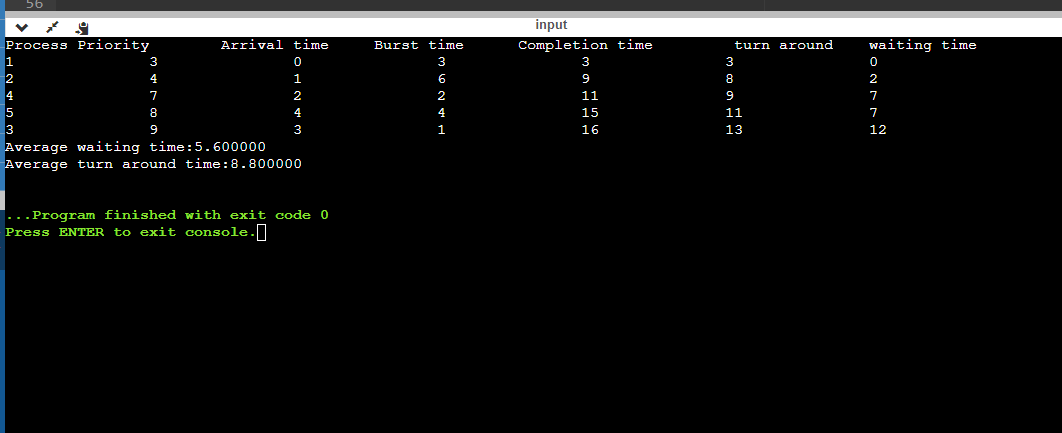 56
input
Process Priority Arrival time Burst time Completion time turn around waiting time
1 3 0 3 3 3 0
2 4 1 6 9 8 2
4 7 2 2 11 9 7
5 8 4 4 15 11 7
3 9 3 1 16 13 12
Average waiting time:5.600000
Average turn around time:8.800000
...Program finished with exit code 0
Press ENTER to exit console.